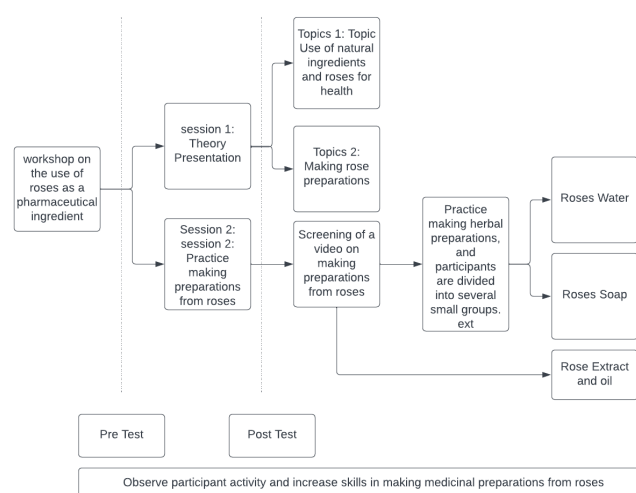 Topics 1: Topic
Use of natural
ingredients
and roses for
health
session 1:
Theory
Presentation
Topics 2:
Making rose
preparations
workshop on
the use of
roses as a
pharmaceutical
ingredient
Session 2:
session 2:
Practice
making
preparations
from roses
Screening of a
video on
making
preparations
from roses
Practice
making herbal
preparations,
and
participants
are divided
into several
small groups.
ext
Roses Water
Roses Soap
Rose Extract
and oil
Pre Test
Post Test
Observe participant activity and increase skills in making medicinal preparations from roses